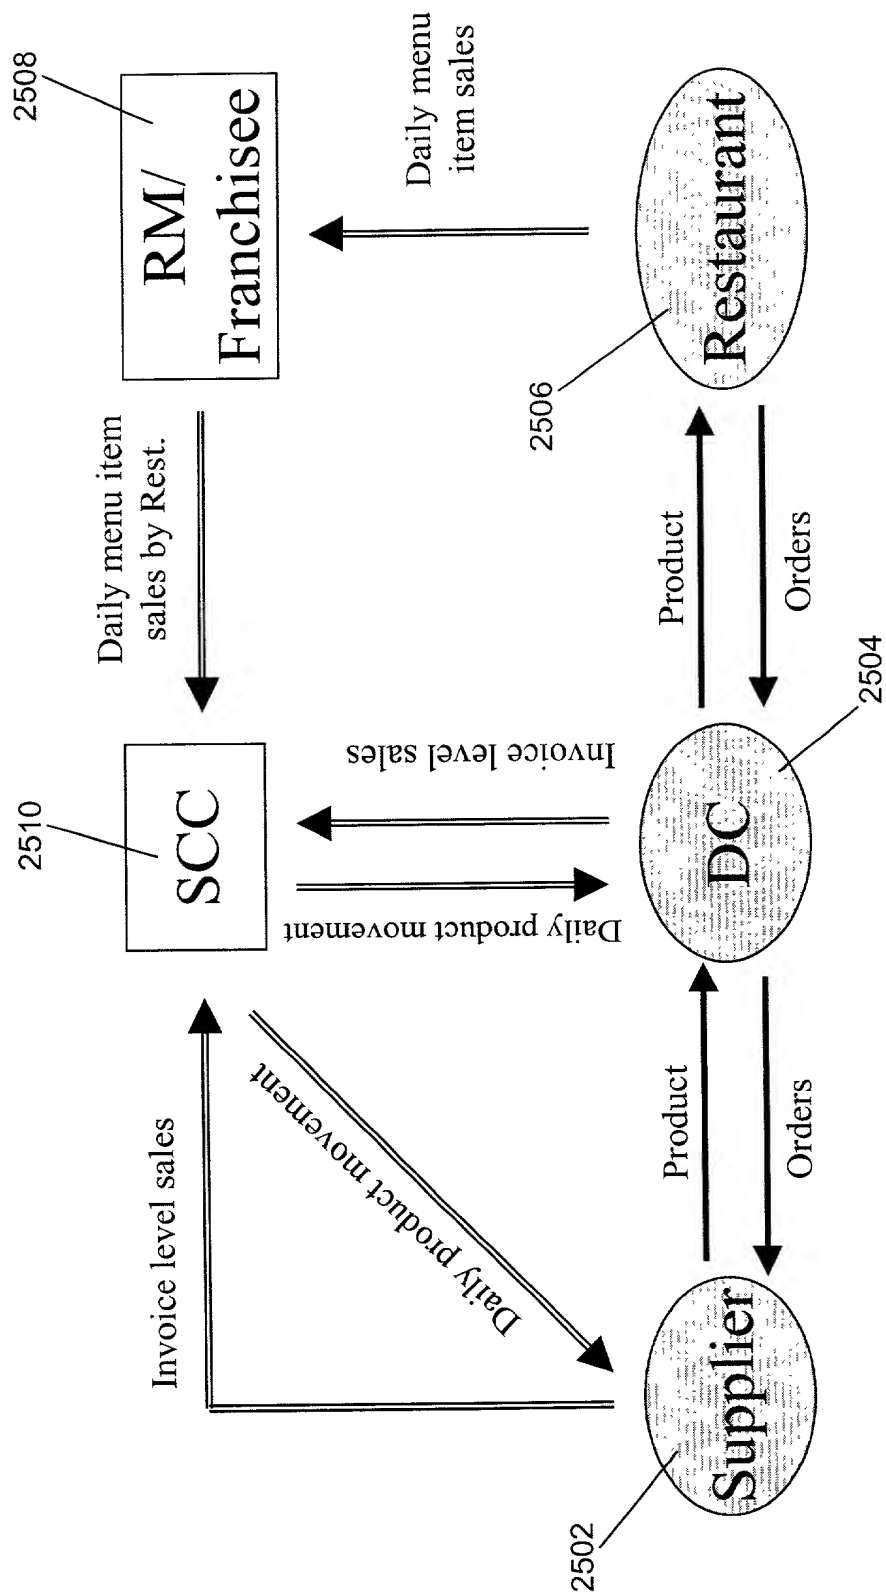 2510
2508
SCC
RM/
Franchisee
Daily menu item
sales by Rest.
Invoice level sales
Daily product movement
Daily product movement
Invoice level sales
Daily menu
item sales
2502
Supplier
Product
Orders
DC
2504
Product
Orders
2506
Restaurant